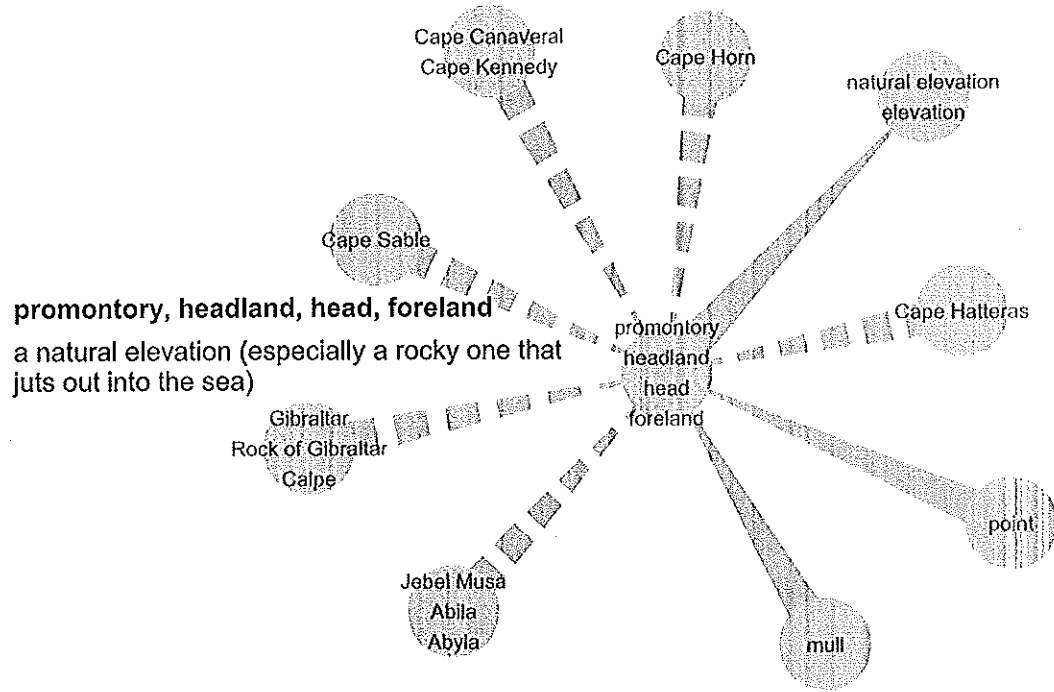 Cape Canaveral
Cape Kennedy
Cape Horn
natural elevation
elevation
Cape Sable
promontory, headland, head, foreland
a natural elevation (especially a rocky one that
juts out into the sea)
Cape Hatteras
promontory
headland
head
foreland
Gibraltar
Rock of Gibraltar
Calpe
point
Jebel Musa
Abila
Abyla
mull